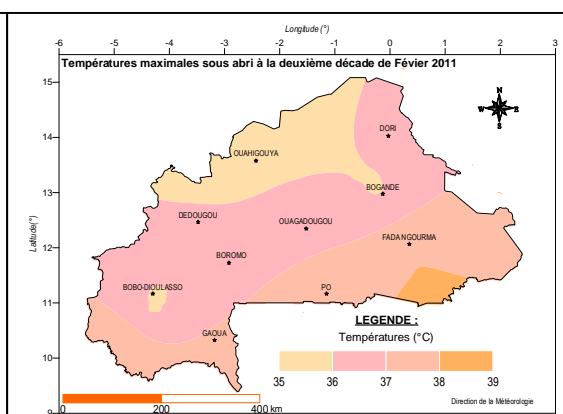 Longitude (°)
-6 -5 -4 -3 -2 -1 0 1 2 3
Températures maximales sous abri à la deuxième décade de Févier 2011
15
N
W E
S
DORI
OUAHIGOUYA
14
BOGANDE
13
DEDOUGOU
OUAGADOUGOU
FADA NGOURMA
Latitude(°)
12
BOROMO
BOBO-DIOULASSO
PO
11
LEGENDE :
GAOUA
Températures (°C)
10
35 36 37 38 39
Direction de la Météorologie
9
0 200 400 km